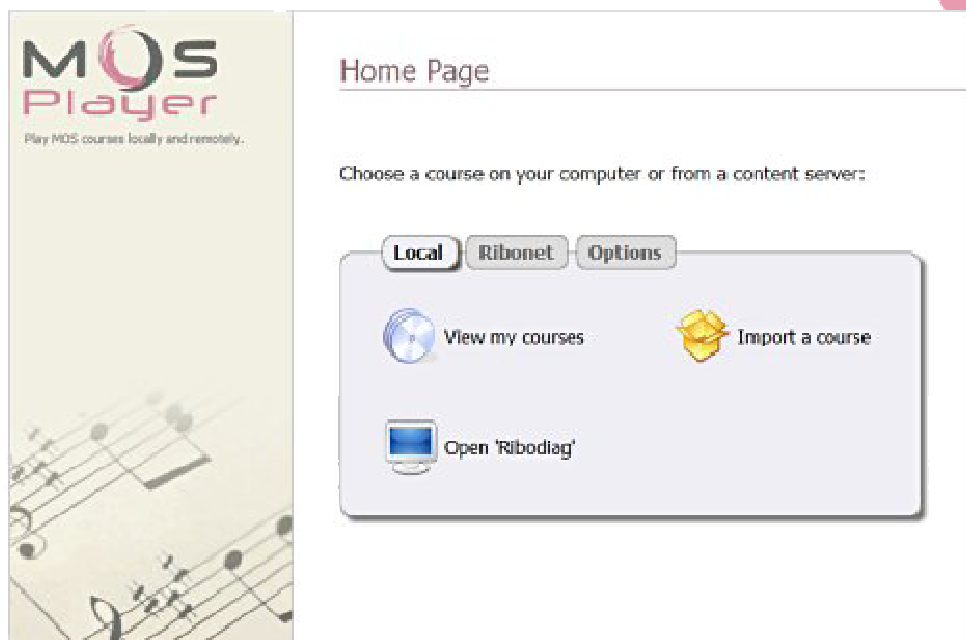 MOS
Player
Play MOS courses locally and remotely.
Home Page
Choose a course on your computer or from a content server:
Local Ribonet Options
View my courses Import a course
Open 'Ribodiag'